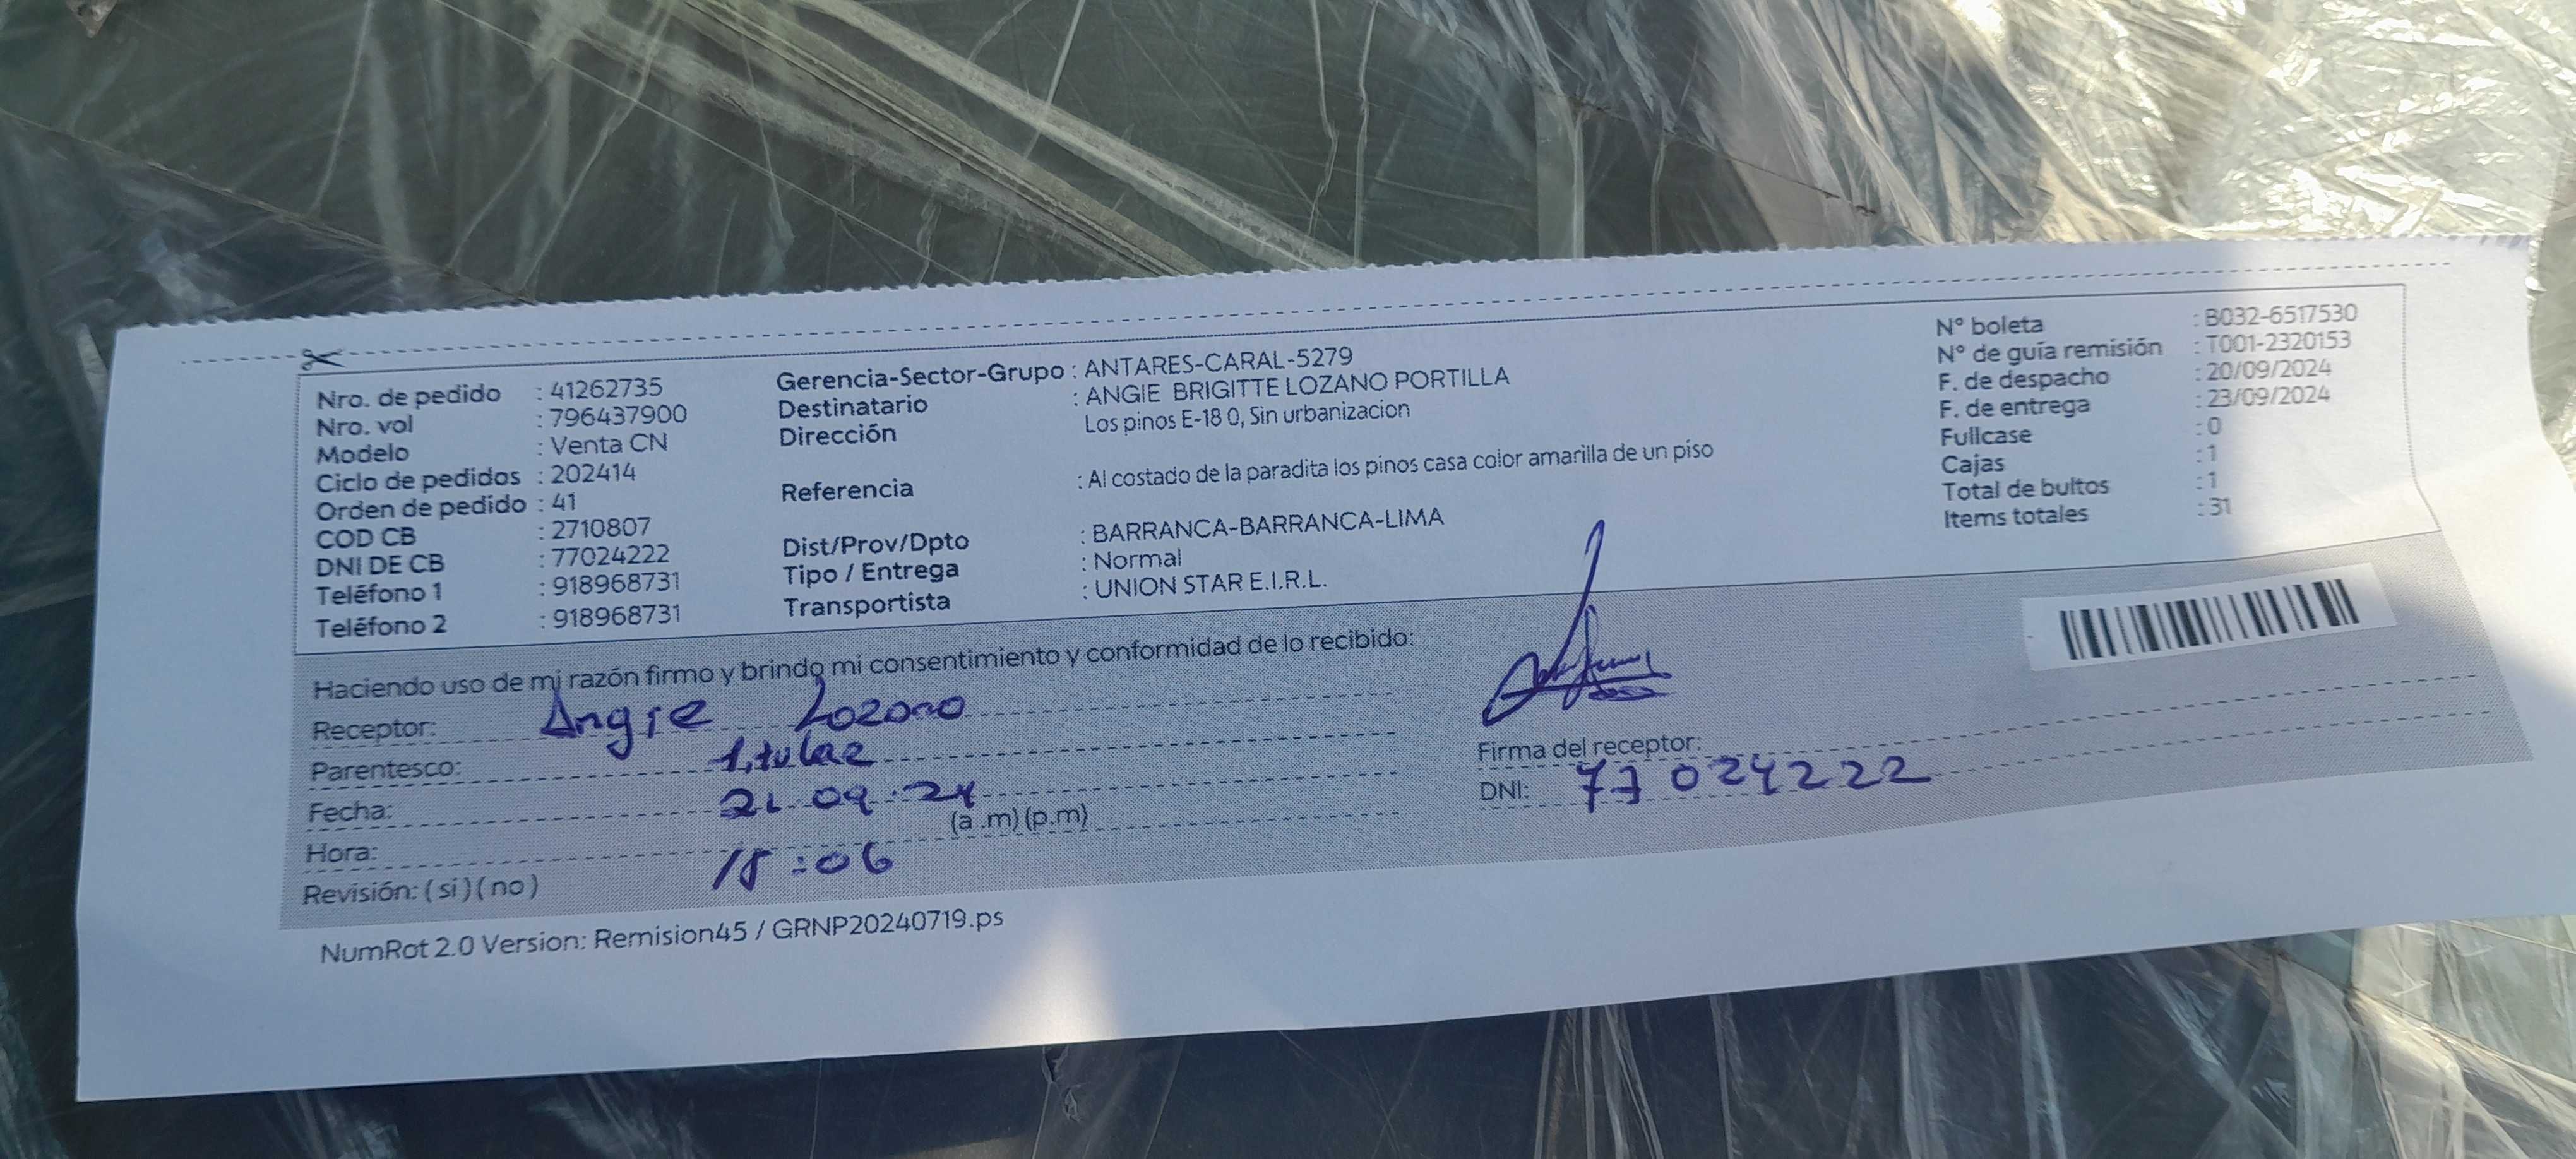 Nro. de pedido : 41262735
Nro. vol : 796437900
Modelo : Venta CN
Ciclo de pedidos : 202414
Orden de pedido : 41
COD CB : 2710807
DNI DE CB : 77024222
Teléfono 1 : 918968731
Teléfono 2 : 918968731
Gerencia-Sector-Grupo : ANTARES-CARAL-5279
Destinatario : ANGIE BRIGITTE LOZANO PORTILLA
Dirección Los pinos E-18 0, Sin urbanizacion
Referencia : Al costado de la paradita los pinos casa color amarilla de un piso
Dist/Prov/Dpto : BARRANCA-BARRANCA-LIMA
Tipo / Entrega : Normal
Transportista : UNION STAR E.I.R.L.
N° boleta : B032-6517530
N° de guía remisión : T001-2320153
F. de despacho : 20/09/2024
F. de entrega : 23/09/2024
Fullcase : 0
Cajas : 1
Total de bultos : 1
Items totales : 31
Haciendo uso de mi razón firmo y brindo mi consentimiento y conformidad de lo recibido:
Receptor: Angie Lozano
Parentesco: titular
Fecha: 21 09 . 24
Hora: (a .m) (p.m)
15:06
Revisión: ( si ) ( no )
Firma del receptor:
DNI: 77024222
NumRot 2.0 Version: Remision45 / GRNP20240719.ps